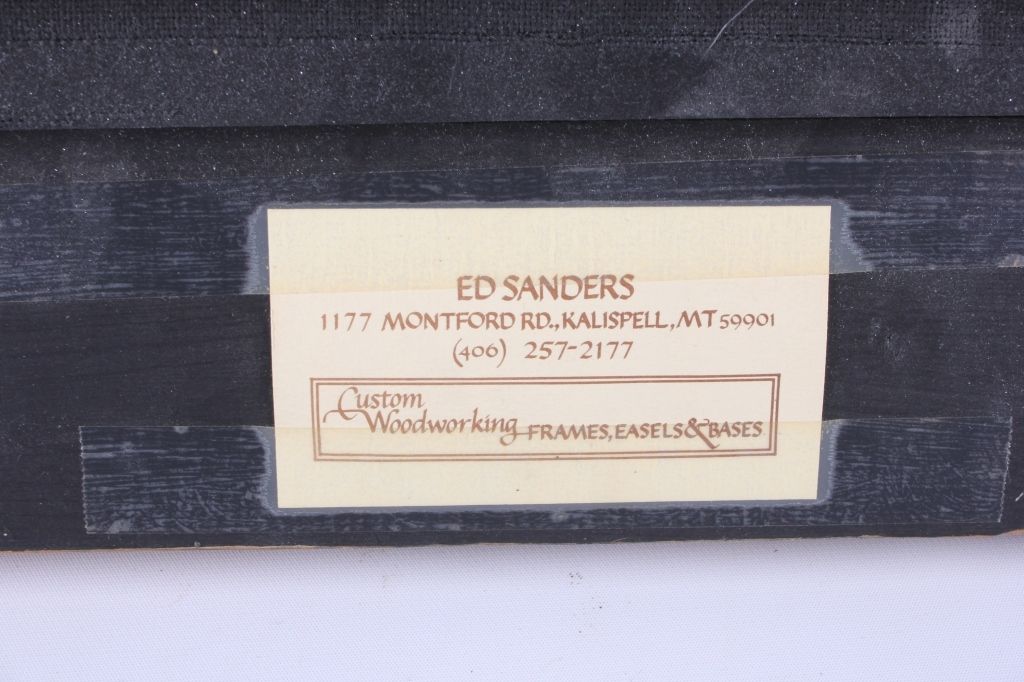 ED SANDERS
1177 MONTFORD RD., KALISPELL, MT 59901
(406) 257-2177
Custom
Woodworking FRAMES, EASELS & BASES